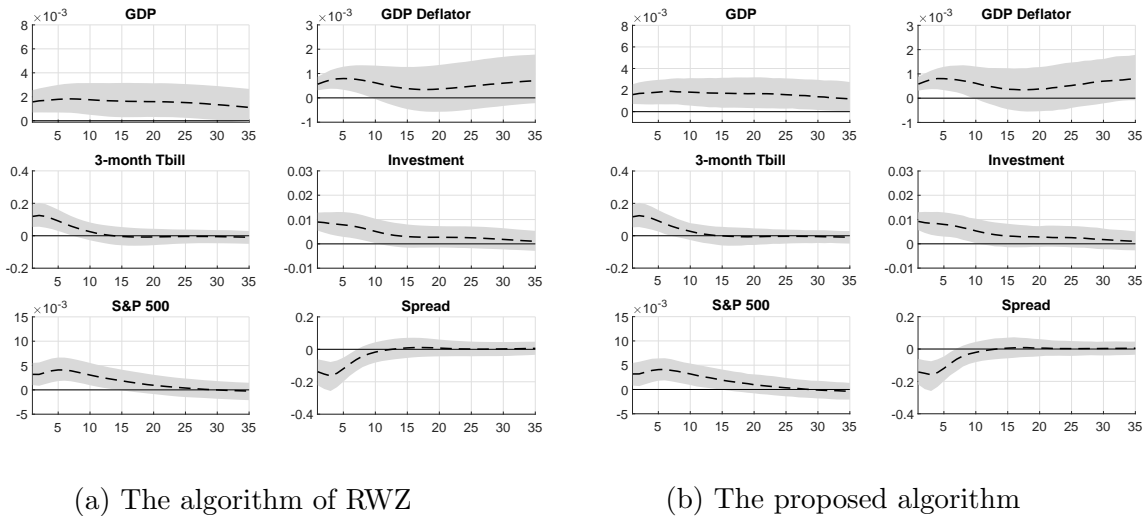 ×10⁻³
GDP
8
6
4
2
0
5 10 15 20 25 30 35
×10⁻³
GDP Deflator
3
2
1
0
-1
5 10 15 20 25 30 35
3-month Tbill
0.4
0.2
0
-0.2
5 10 15 20 25 30 35
Investment
0.03
0.02
0.01
0
-0.01
5 10 15 20 25 30 35
×10⁻³
S&P 500
15
10
5
0
-5
5 10 15 20 25 30 35
Spread
0.2
0
-0.2
-0.4
5 10 15 20 25 30 35
(a) The algorithm of RWZ
×10⁻³
GDP
8
6
4
2
0
5 10 15 20 25 30 35
×10⁻³
GDP Deflator
3
2
1
0
-1
5 10 15 20 25 30 35
3-month Tbill
0.4
0.2
0
-0.2
5 10 15 20 25 30 35
Investment
0.03
0.02
0.01
0
-0.01
5 10 15 20 25 30 35
×10⁻³
S&P 500
15
10
5
0
-5
5 10 15 20 25 30 35
Spread
0.2
0
-0.2
-0.4
5 10 15 20 25 30 35
(b) The proposed algorithm